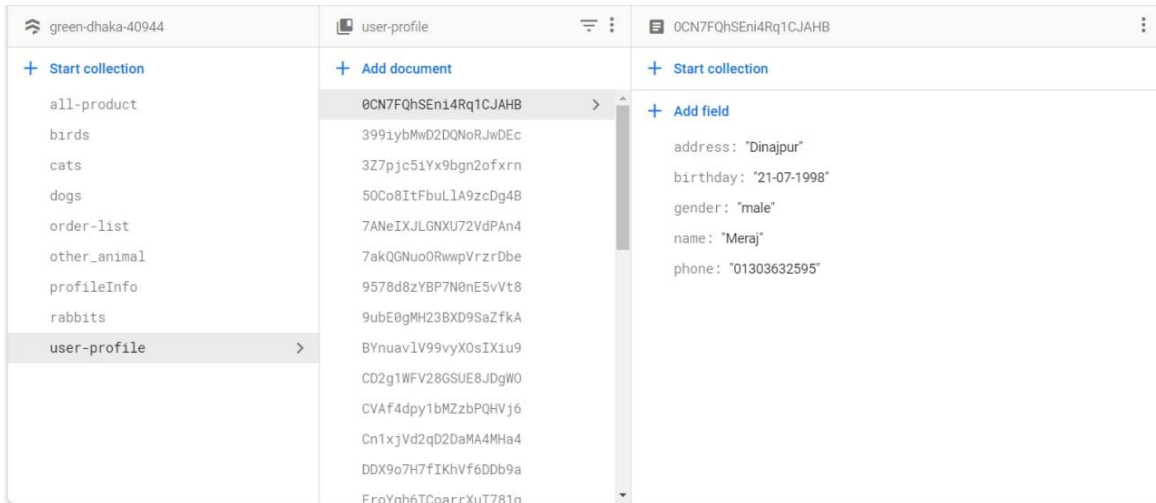 green-dhaka-40944
Start collection
all-product
birds
cats
dogs
order-list
other_animal
profileInfo
rabbits
user-profile
user-profile
Add document
0CN7FQhSEni4Rq1CJAHB
399iybMwD2DQNoRJwDEc
3Z7pjc5iYx9bgn2ofxrn
5OCo8ItFbuLlA9zcDg4B
7ANeIXJLGNXU72VdPAn4
7akQGNuoORwwpVrzrDbe
9578d8zYBP7N0nE5vVt8
9ubE0gMH23BXD9SaZfkA
BYnuavlV99vyXOsIXiu9
CD2g1WFV28GSUE8JDgWO
CVAf4dpy1bMZzbPQHVj6
Cn1xjVd2qD2DaMA4MHa4
DDX9o7H7fIKhVf6DDb9a
0CN7FQhSEni4Rq1CJAHB
Start collection
Add field
address: "Dinajpur"
birthday: "21-07-1998"
gender: "male"
name: "Meraj"
phone: "01303632595"